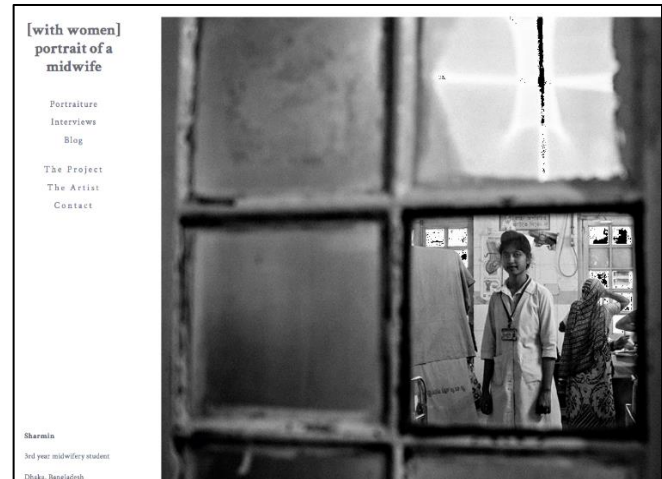 [with women]
portrait of a
midwife
Portraiture
Interviews
Blog
The Project
The Artist
Contact
Sharmin
3rd year midwifery student
Dhaka, Bangladesh